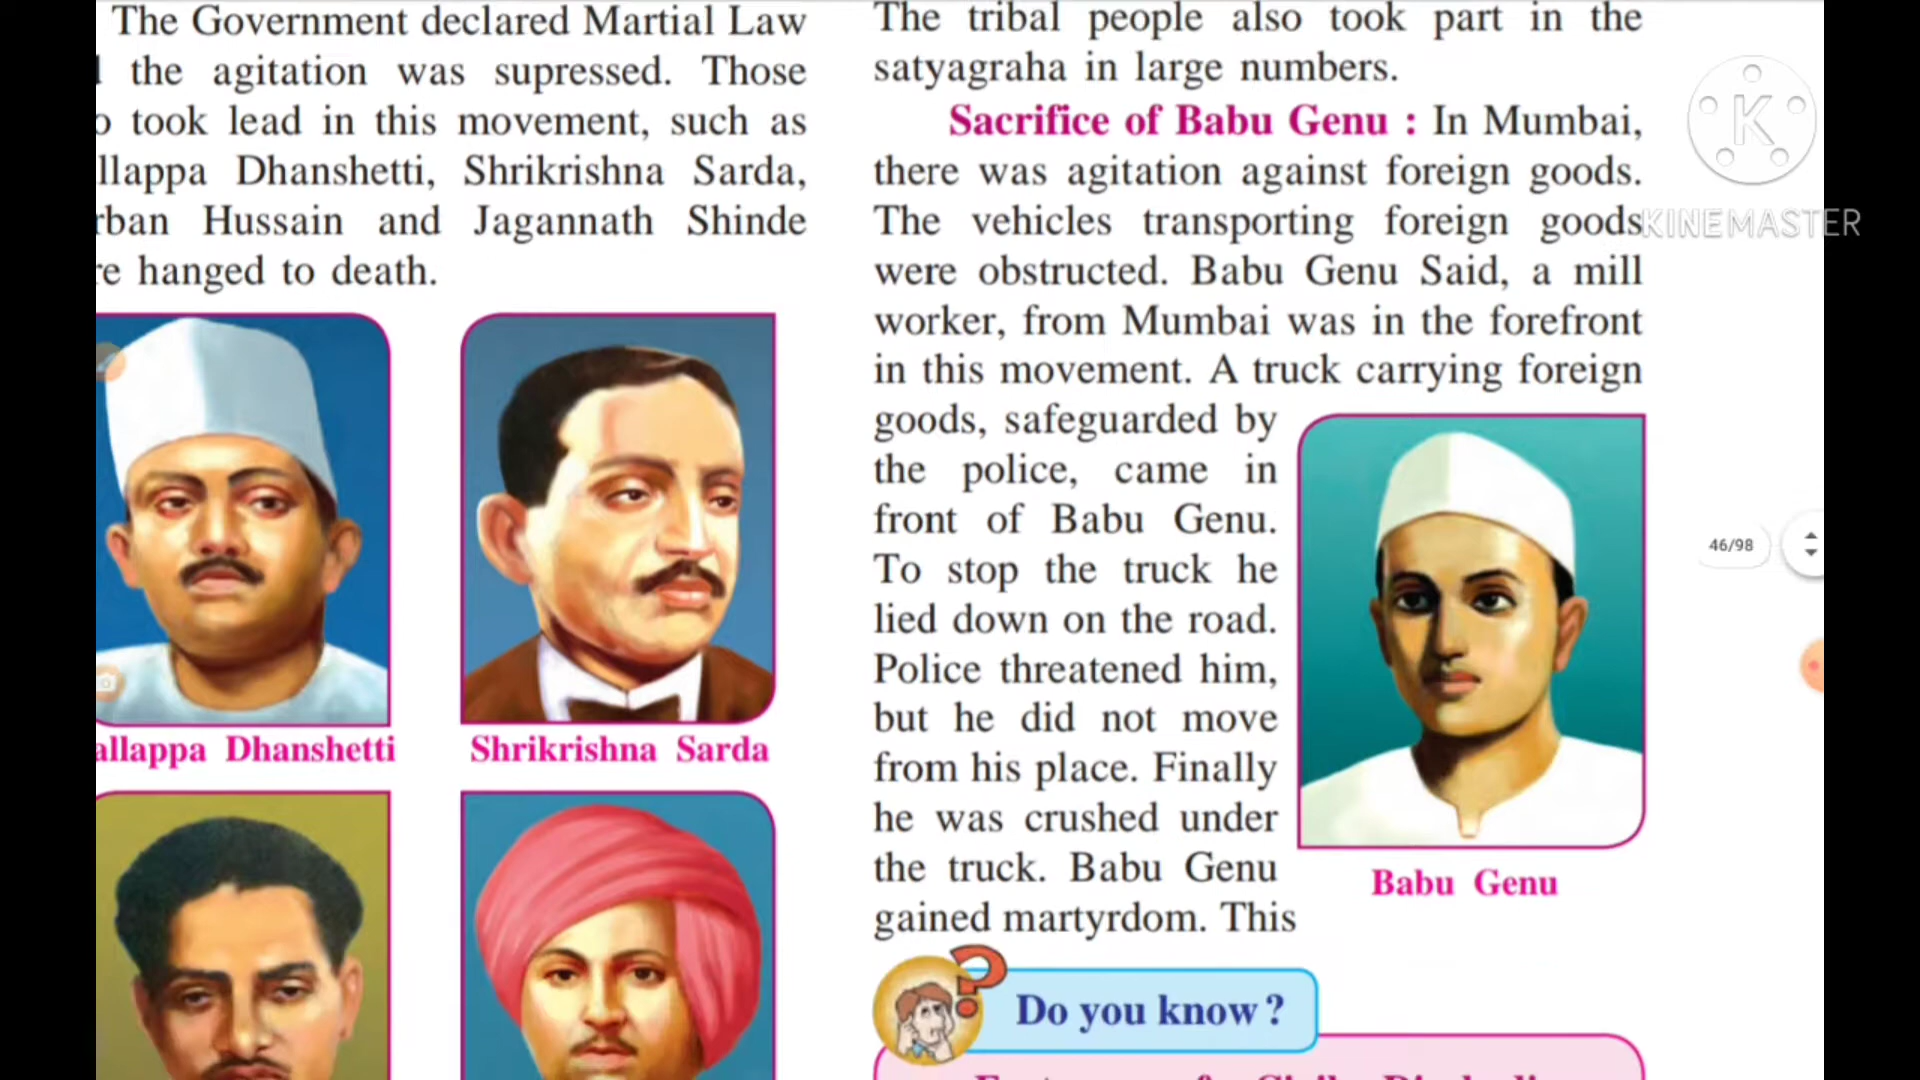 The Government declared Martial Law
the agitation was supressed. Those
took lead in this movement, such as
Dhanshetti, Shrikrishna Sarda,
Hussain and Jagannath Shinde
hanged to death.
Dhanshetti
Shrikrishna Sarda
The tribal people also took part in the
satyagraha in large numbers.
Sacrifice of Babu Genu : In Mumbai,
there was agitation against foreign goods.
The vehicles transporting foreign goods
were obstructed. Babu Genu Said, a mill
worker, from Mumbai was in the forefront
in this movement. A truck carrying foreign
goods, safeguarded by
the police, came in
front of Babu Genu.
To stop the truck he
lied down on the road.
Police threatened him,
but he did not move
from his place. Finally
he was crushed under
the truck. Babu Genu
gained martyrdom. This
Babu Genu
Do you know ?
K
KINEMASTER
46/98